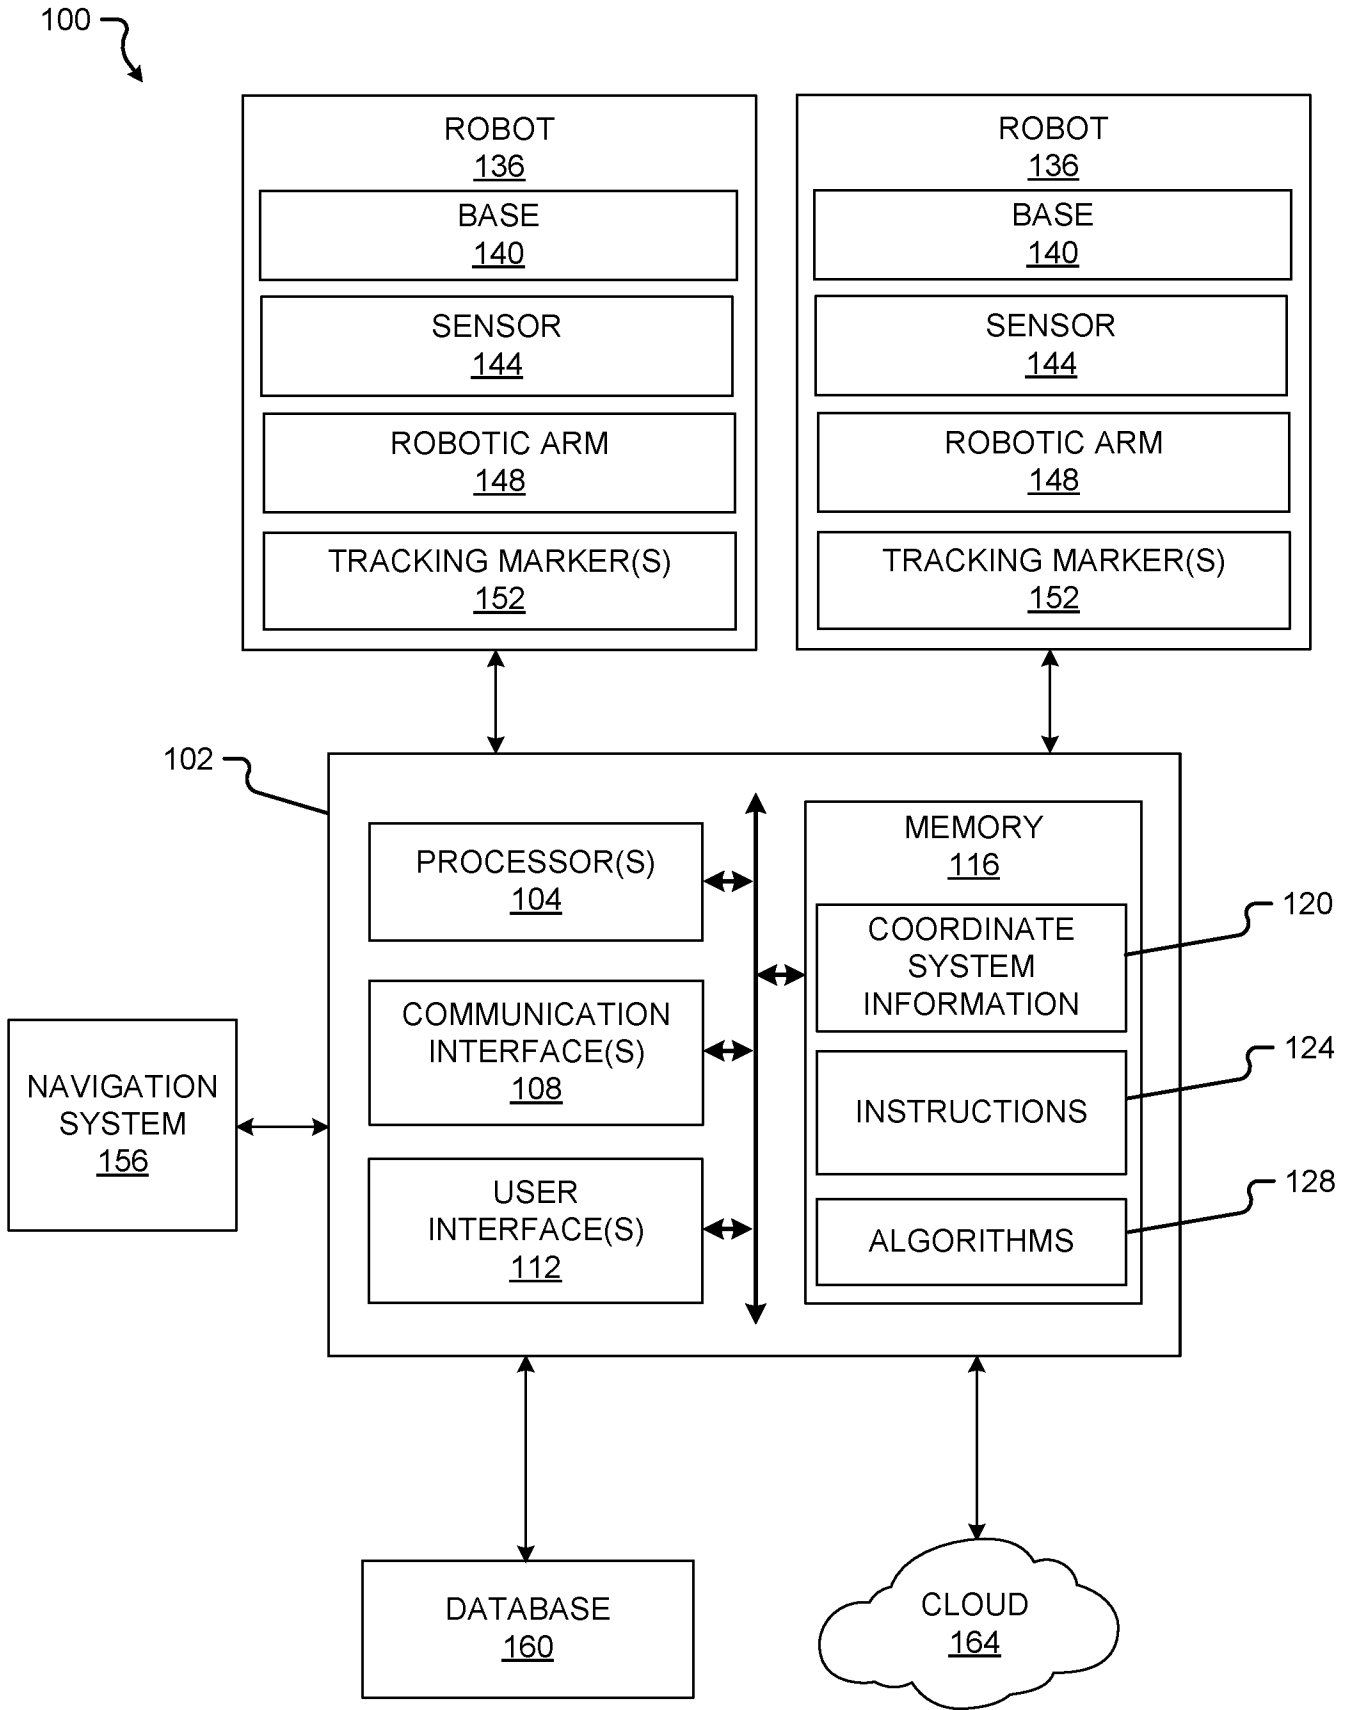 100
ROBOT
136
BASE
140
SENSOR
144
ROBOTIC ARM
148
TRACKING MARKER(S)
152
ROBOT
136
BASE
140
SENSOR
144
ROBOTIC ARM
148
TRACKING MARKER(S)
152
102
PROCESSOR(S)
104
COMMUNICATION
INTERFACE(S)
108
USER
INTERFACE(S)
112
MEMORY
116
COORDINATE
SYSTEM
INFORMATION
120
INSTRUCTIONS
124
ALGORITHMS
128
NAVIGATION
SYSTEM
156
DATABASE
160
CLOUD
164